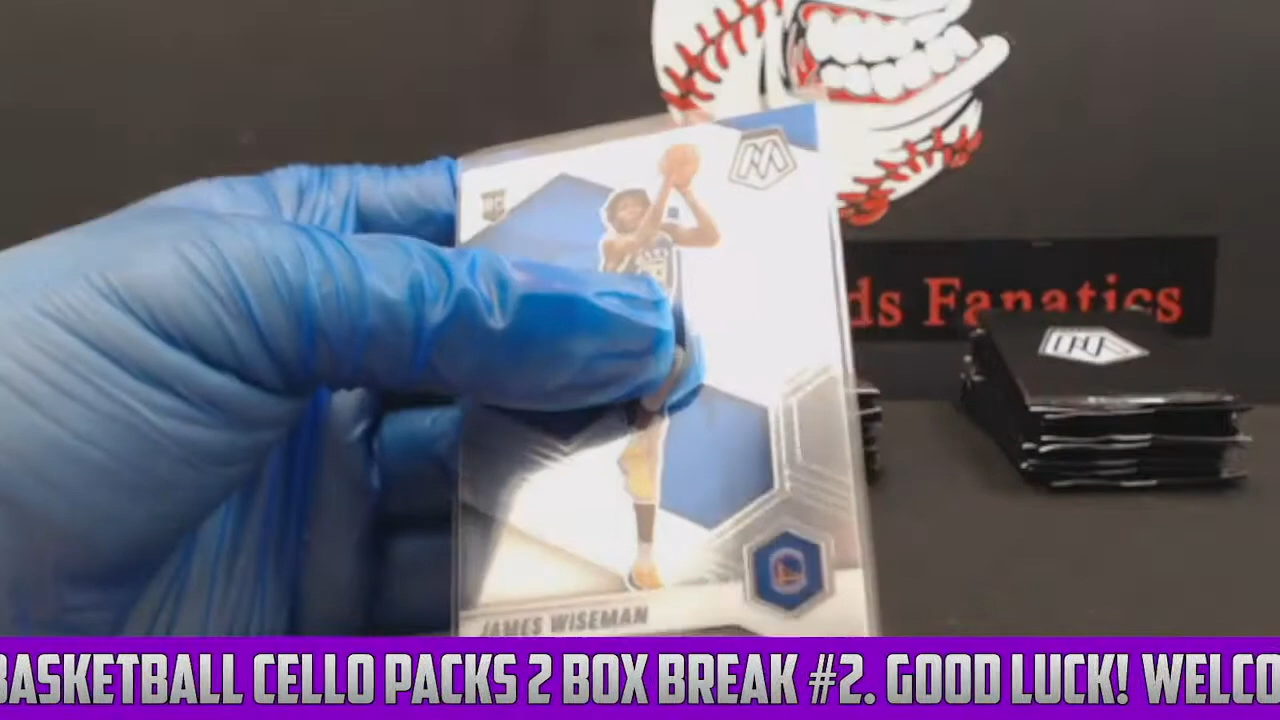 RC
M
ds Fanatics
JAMES WISEMAN
BASKETBALL CELLO PACKS 2 BOX BREAK #2. GOOD LUCK! WELCO